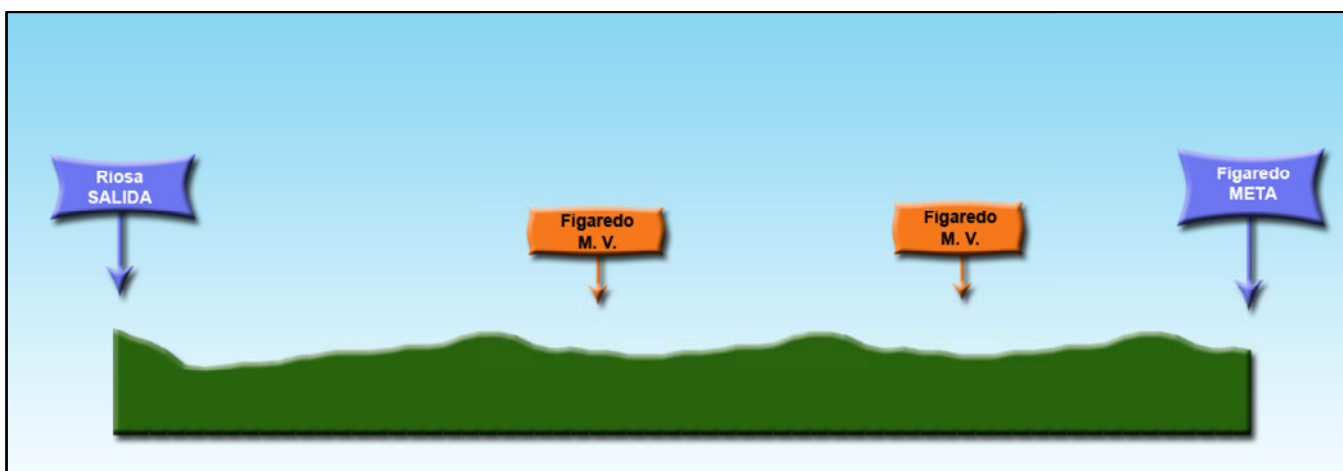 Riosa
SALIDA
Figaredo
M. V.
Figaredo
M. V.
Figaredo
META